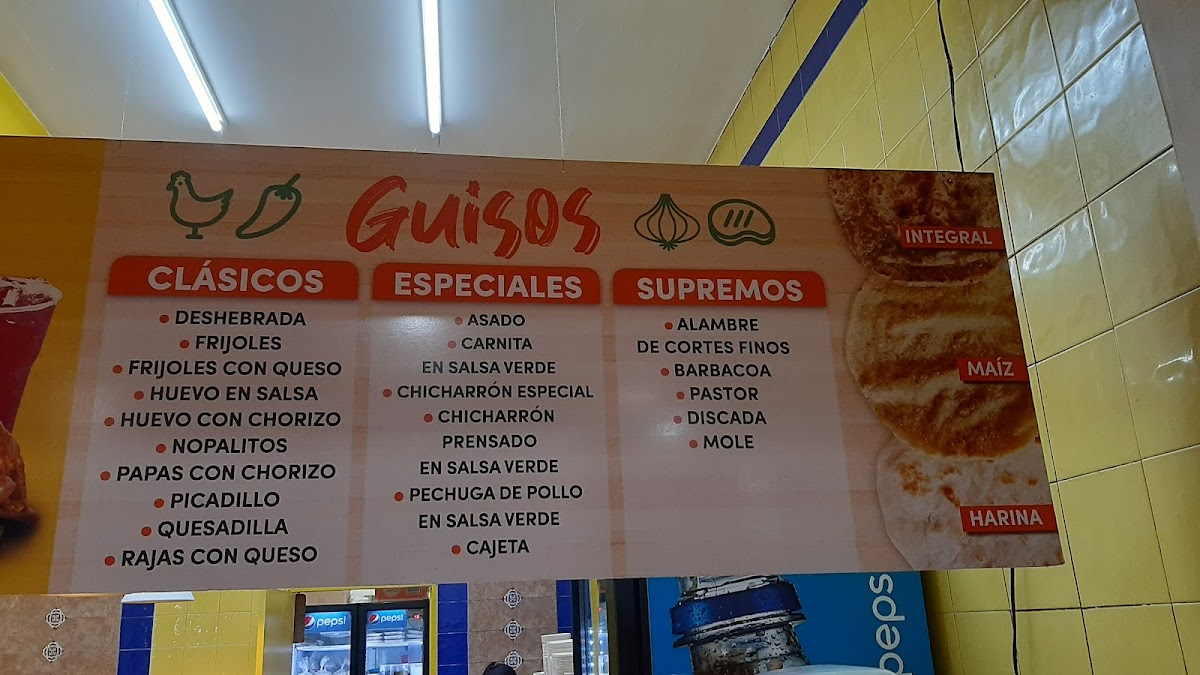 Guisos
CLÁSICOS
• DESHEBRADA
• FRIJOLES
• FRIJOLES CON QUESO
• HUEVO EN SALSA
• HUEVO CON CHORIZO
• NOPALITOS
• PAPAS CON CHORIZO
• PICADILLO
• QUESADILLA
• RAJAS CON QUESO
ESPECIALES
• ASADO
• CARNITA
EN SALSA VERDE
• CHICHARRÓN ESPECIAL
• CHICHARRÓN
PRENSADO
EN SALSA VERDE
• PECHUGA DE POLLO
EN SALSA VERDE
• CAJETA
SUPREMOS
• ALAMBRE
DE CORTES FINOS
• BARBACOA
• PASTOR
• DISCADA
• MOLE
INTEGRAL
MAÍZ
HARINA
pepsi
pepsi
pepsi